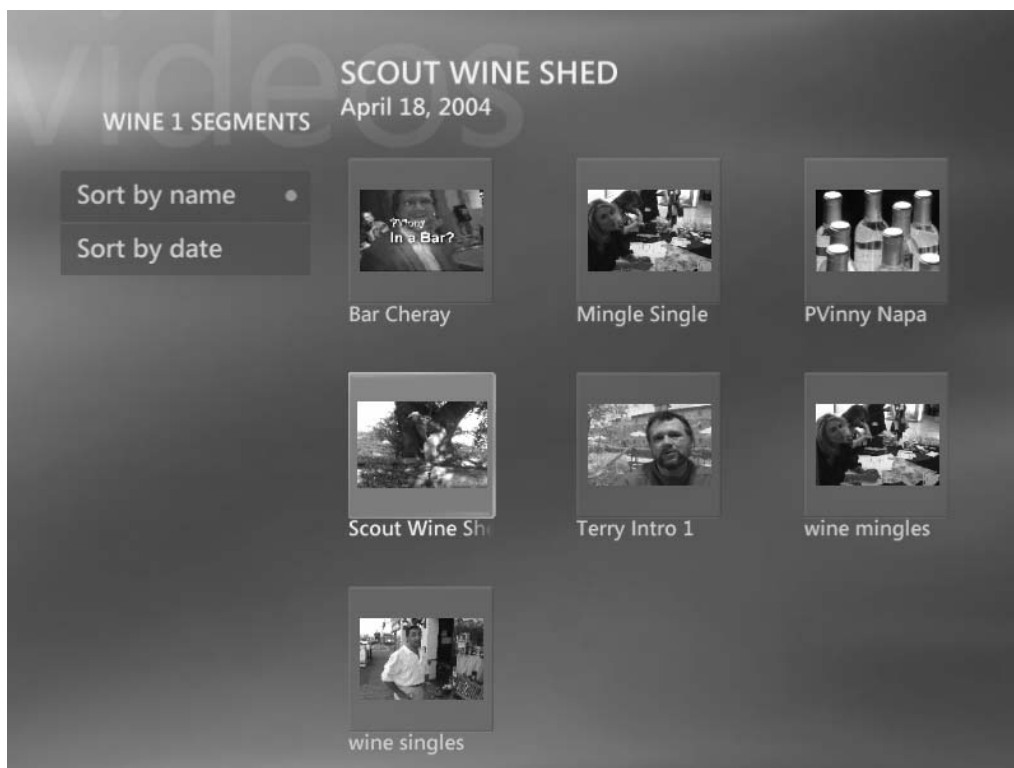 videos
SCOUT WINE SHED
April 18, 2004
WINE 1 SEGMENTS
Sort by name
Sort by date
In a Bar?
Bar Cheray
Mingle Single
PVinny Napa
Scout Wine She
Terry Intro 1
wine mingles
wine singles